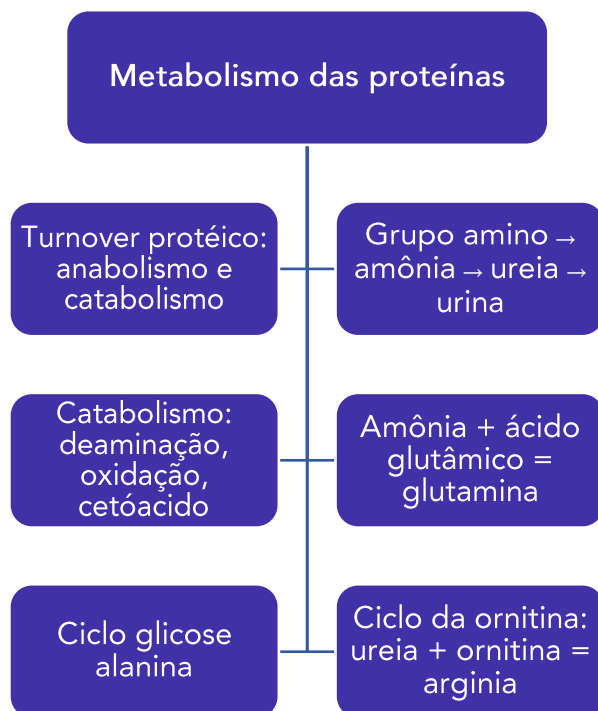 Metabolismo das proteínas
Turnover protéico:
anabolismo e
catabolismo
Grupo amino →
amônia → ureia →
urina
Catabolismo:
deaminação,
oxidação,
cetóacido
Amônia + ácido
glutâmico =
glutamina
Ciclo glicose
alanina
Ciclo da ornitina:
ureia + ornitina =
arginia